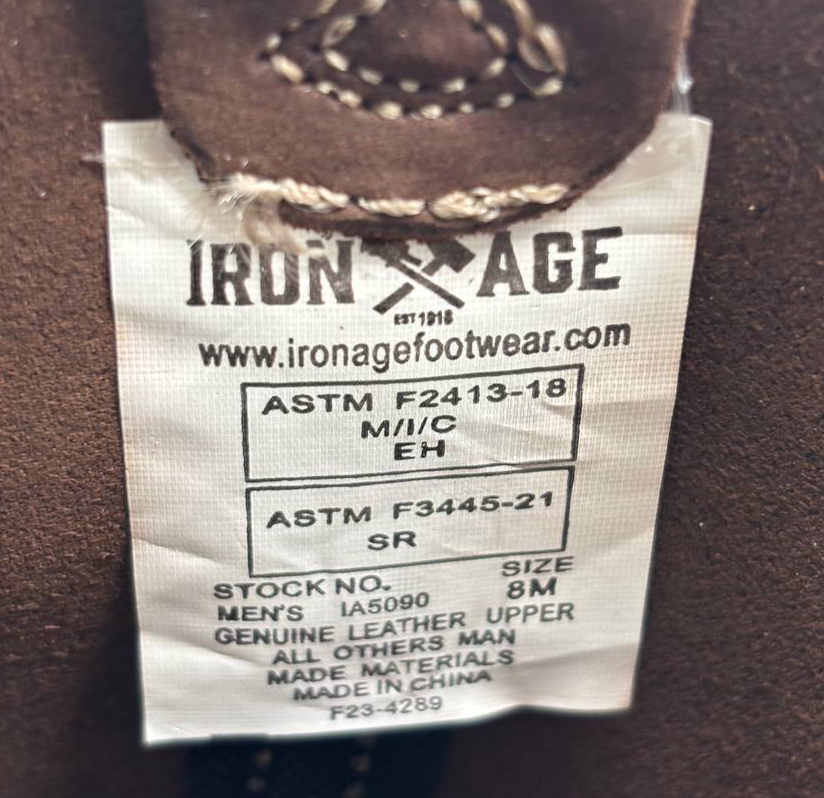 IRON AGE
EST 1918
www.ironagefootwear.com
ASTM F2413-18
M/I/C
EH
ASTM F3445-21
SR
STOCK NO. SIZE
MEN'S IA5090 8M
GENUINE LEATHER UPPER
ALL OTHERS MAN
MADE MATERIALS
MADE IN CHINA
F23-4289